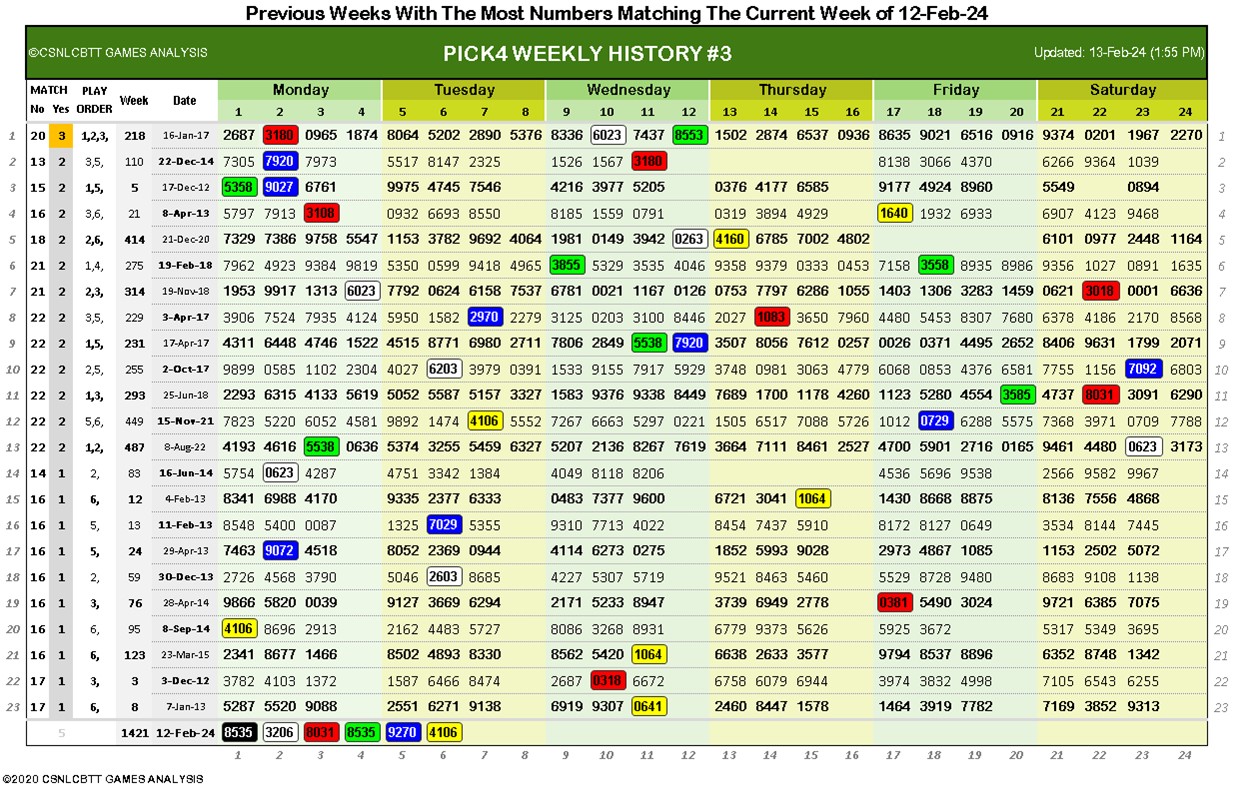 Previous Weeks With The Most Numbers Matching The Current Week of 12-Feb-24
©CSNLCBTT GAMES ANALYSIS PICK4 WEEKLY HISTORY #3 Updated: 13-Feb-24 (1:55 PM)
MATCH PLAY Week Date Monday Tuesday Wednesday Thursday Friday Saturday
No Yes ORDER 1 2 3 4 5 6 7 8 9 10 11 12 13 14 15 16 17 18 19 20 21 22 23 24
1 20 3 1,2,3, 218 16-Jan-17 2687 3180 0965 1874 8064 5202 2890 5376 8336 6023 7437 8553 1502 2874 6537 0936 8635 9021 6516 0916 9374 0201 1967 2270 1
2 13 2 3,5, 110 22-Dec-14 7305 7920 7973 5517 8147 2325 1526 1567 3180 8138 3066 4370 6266 9364 1039 2
3 15 2 1,5, 5 17-Dec-12 5358 9027 6761 9975 4745 7546 4216 3977 5205 0376 4177 6585 9177 4924 8960 5549 0894 3
4 16 2 3,6, 21 8-Apr-13 5797 7913 3108 0932 6693 8550 8185 1559 0791 0319 3894 4929 1640 1932 6933 6907 4123 9468 4
5 18 2 2,6, 414 21-Dec-20 7329 7386 9758 5547 1153 3782 9692 4064 1981 0149 3942 0263 4160 6785 7002 4802 6101 0977 2448 1164 5
6 21 2 1,4, 275 19-Feb-18 7962 4923 9384 9819 5350 0599 9418 4965 3855 5329 3535 4046 9358 9379 0333 0453 7158 3558 8935 8986 9356 1027 0891 1635 6
7 21 2 2,3, 314 19-Nov-18 1953 9917 1313 6023 7792 0624 6158 7537 6781 0021 1167 0126 0753 7797 6286 1055 1403 1306 3283 1459 0621 3018 0001 6636 7
8 22 2 3,5, 229 3-Apr-17 3906 7524 7935 4124 5950 1582 2970 2279 3125 0203 3100 8446 2027 1083 3650 7960 4480 5453 8307 7680 6378 4186 2170 8568 8
9 22 2 1,5, 231 17-Apr-17 4311 6448 4746 1522 4515 8771 6980 2711 7806 2849 5538 7920 3507 8056 7612 0257 0026 0371 4495 2652 8406 9631 1799 2071 9
10 22 2 2,5, 255 2-Oct-17 9899 0585 1102 2304 4027 6203 3979 0391 1533 9155 7917 5929 3748 0981 3063 4779 6068 0853 4376 6581 7755 1156 7092 6803 10
11 22 2 1,3, 293 25-Jun-18 2293 6315 4133 5619 5052 5587 5157 3327 1583 9376 9338 8449 7689 1700 1178 4260 1123 5280 4554 3585 4737 8031 3091 6290 11
12 22 2 5,6, 449 15-Nov-21 7823 5220 6052 4581 9892 1474 4106 5552 7267 6663 5297 0221 1505 6517 7088 5726 1012 0729 6288 5575 7368 3971 0709 7788 12
13 22 2 1,2, 487 8-Aug-22 4193 4616 5538 0636 5374 3255 5459 6327 5207 2136 8267 7619 3664 7111 8461 2527 4700 5901 2716 0165 9461 4480 0623 3173 13
14 14 1 2, 83 16-Jun-14 5754 0623 4287 4751 3342 1384 4049 8118 8206 4536 5696 9538 2566 9582 9967 14
15 16 1 6, 12 4-Feb-13 8341 6988 4170 9335 2377 6333 0483 7377 9600 6721 3041 1064 1430 8668 8875 8136 7556 4868 15
16 16 1 5, 13 11-Feb-13 8548 5400 0087 1325 7029 5355 9310 7713 4022 8454 7437 5910 8172 8127 0649 3534 8144 7445 16
17 16 1 5, 24 29-Apr-13 7463 9072 4518 8052 2369 0944 4114 6273 0275 1852 5993 9028 2973 4867 1085 1153 2502 5072 17
18 16 1 2, 59 30-Dec-13 2726 4568 3790 5046 2603 8685 4227 5307 5719 9521 8463 5460 5529 8728 9480 8683 9108 1138 18
19 16 1 3, 76 28-Apr-14 9866 5820 0039 9127 3669 6294 2171 5233 8947 3739 6949 2778 0381 5490 3024 9721 6385 7075 19
20 16 1 6, 95 8-Sep-14 4106 8696 2913 2162 4483 5727 8086 3268 8931 6779 9373 5626 5925 3672 5317 5349 3695 20
21 16 1 6, 123 23-Mar-15 2341 8677 1466 8502 4893 8330 8562 5420 1064 6638 2633 3577 9794 8537 8896 6352 8748 1342 21
22 17 1 3, 3 3-Dec-12 3782 4103 1372 1587 6466 8474 2687 0318 6672 6758 6079 6944 3974 3832 4998 7105 6543 6255 22
23 17 1 6, 8 7-Jan-13 5287 5520 9088 2551 6271 9138 6919 9307 0641 2460 8447 1578 1464 3919 7782 7169 3852 9313 23
5 1421 12-Feb-24 8535 3206 8031 8535 9270 4106
1 2 3 4 5 6 7 8 9 10 11 12 13 14 15 16 17 18 19 20 21 22 23 24
©2020 CSNLCBTT GAMES ANALYSIS